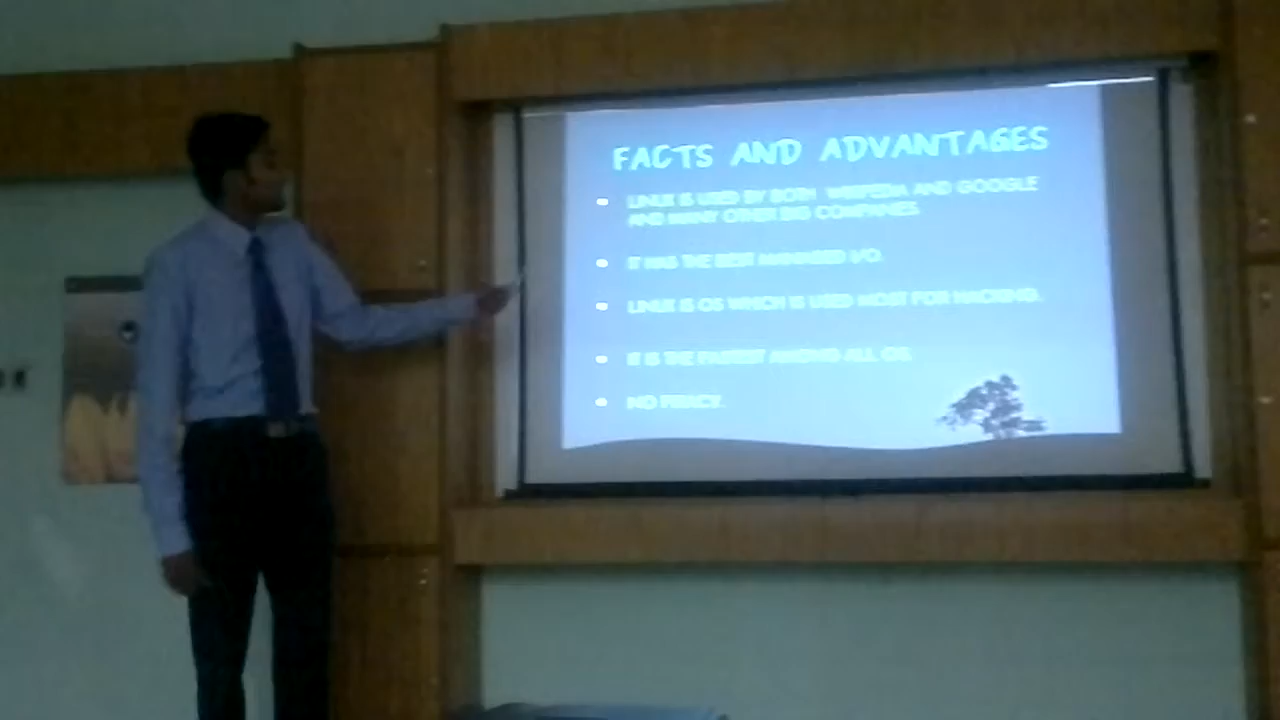 FACTS AND ADVANTAGES
LINUX IS USED BY BOTH WIKIPEDIA AND GOOGLE
AND MANY OTHER BIG COMPANIES.
IT HAS THE BEST MANAGED I/O.
LINUX IS OS WHICH IS USED MOST FOR HACKING.
IT IS THE FASTEST AMONG ALL OS.
NO PIRACY.